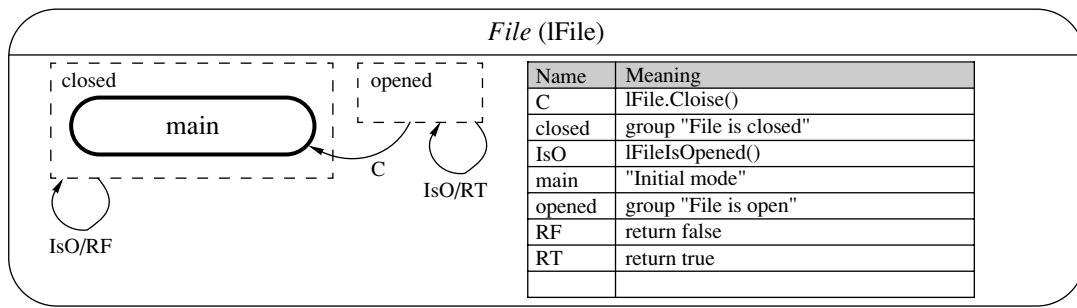 File (lFile)
closed
main
opened
C
IsO/RT
IsO/RF
Name Meaning
C lFile.Cloise()
closed group "File is closed"
IsO lFileIsOpened()
main "Initial mode"
opened group "File is open"
RF return false
RT return true